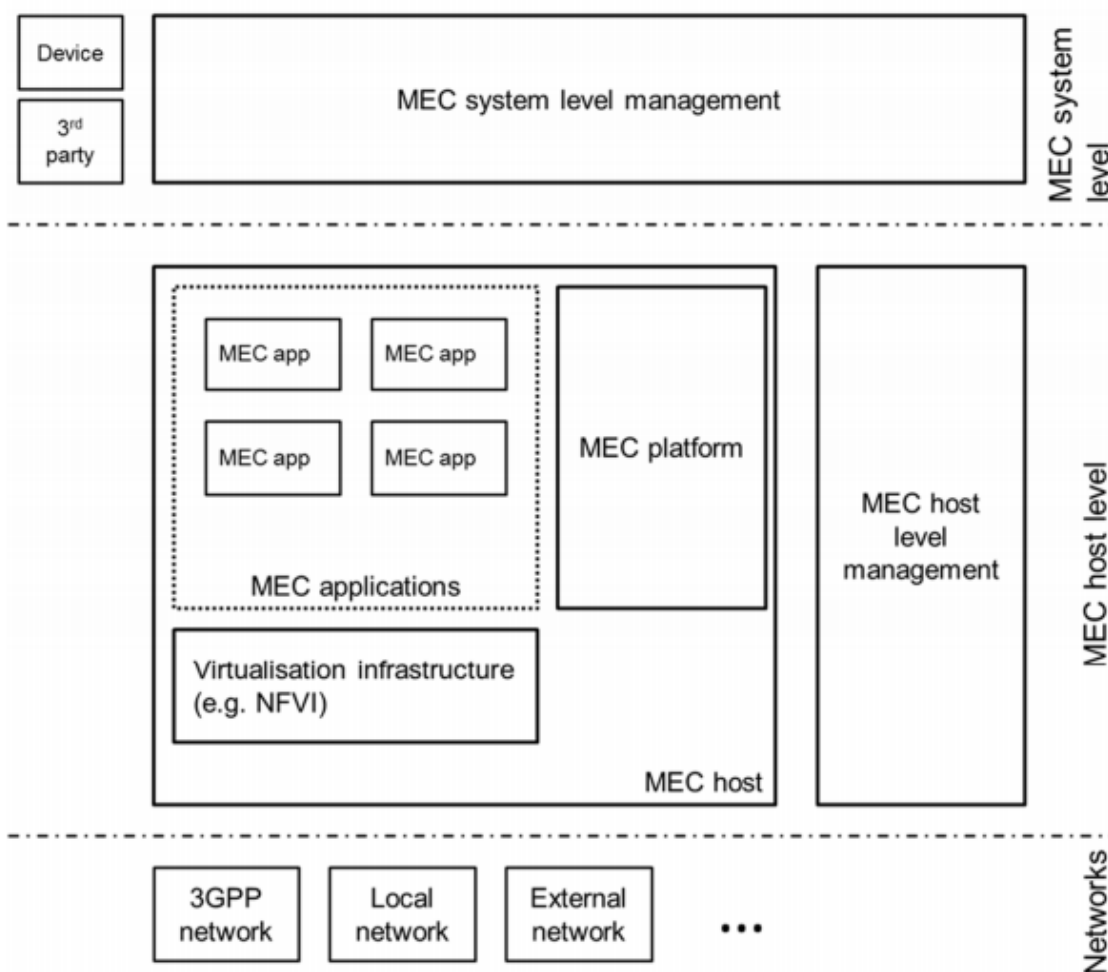 Device
3rd
party
MEC system level management
MEC system
level
MEC app
MEC app
MEC app
MEC app
MEC applications
MEC platform
Virtualisation infrastructure
(e.g. NFVI)
MEC host
MEC host
level
management
MEC host level
3GPP
network
Local
network
External
network
...
Networks